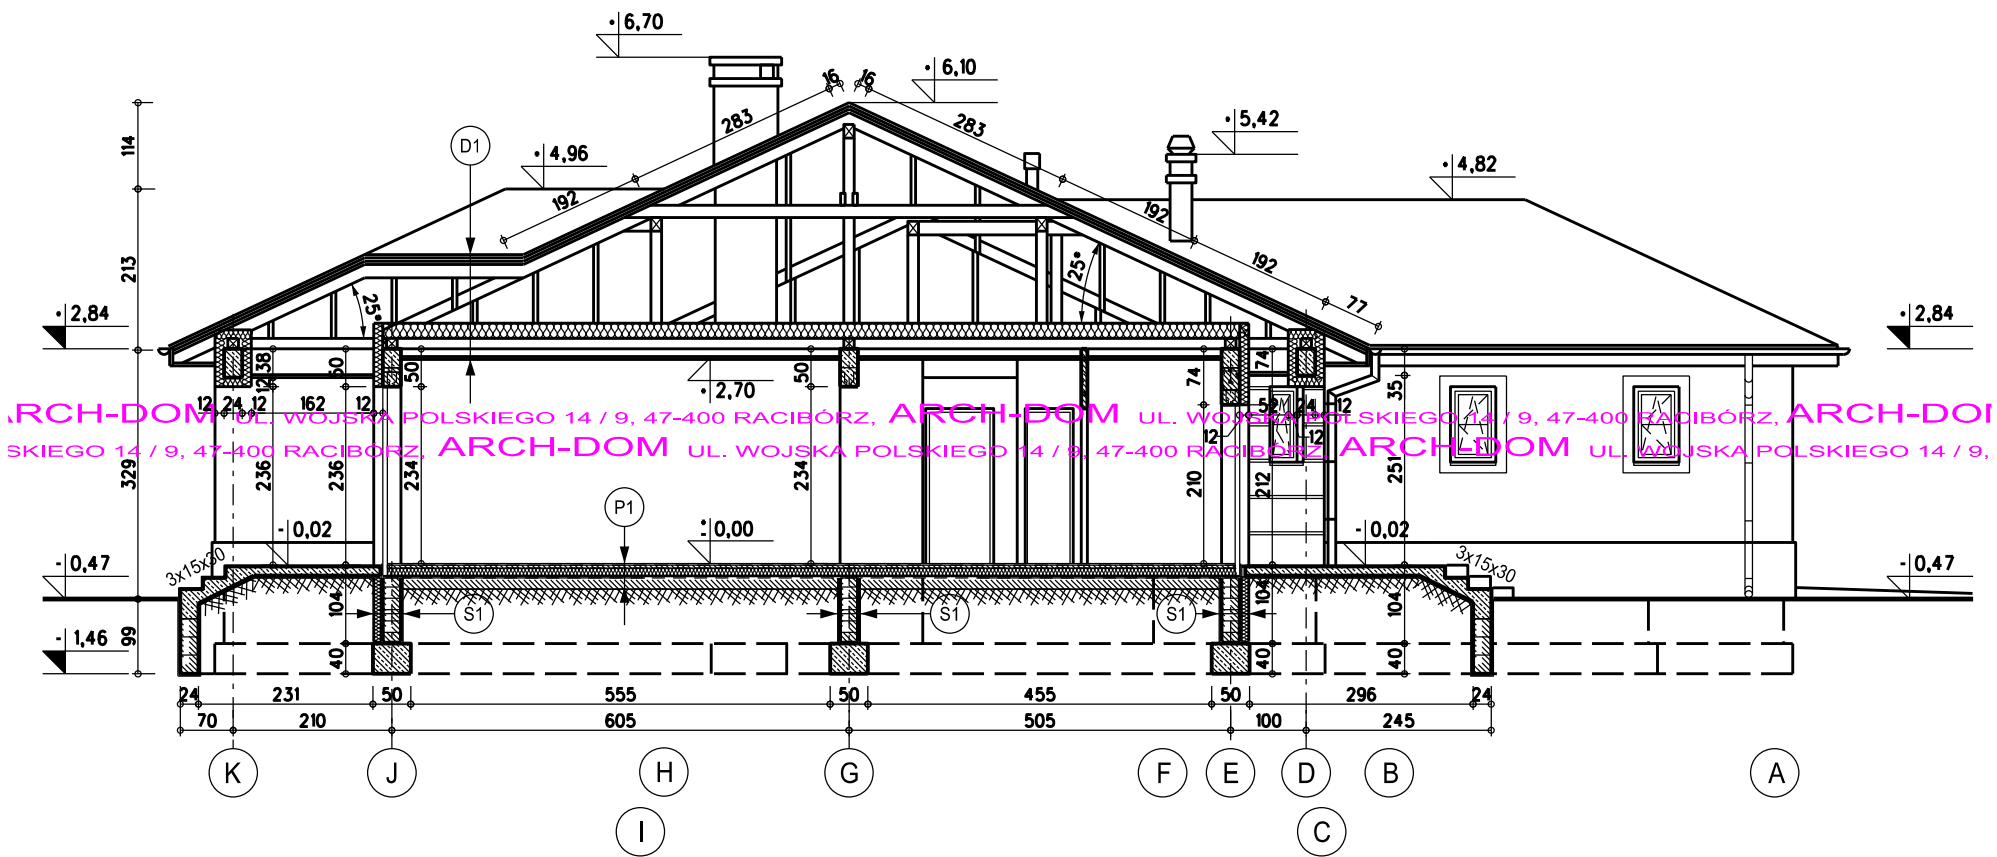 +6,70
+6,10
16 16
283 283
+5,42
114
D1
+4,96
+4,82
192 192
213
25° 25°
192
77
+2,84
+2,84
38 50 50 50 74 74 35
12
+2,70
12 24 12 162 12
52 24 12
ARCH-DOM UL. WOJSKA POLSKIEGO 14 / 9, 47-400 RACIBÓRZ, ARCH-DOM UL. WOJSKA POLSKIEGO 14 / 9, 47-400 RACIBÓRZ, ARCH-DOM
12 12
SKIEGO 14 / 9, 47-400 RACIBÓRZ, ARCH-DOM UL. WOJSKA POLSKIEGO 14 / 9, 47-400 RACIBÓRZ, ARCH-DOM UL. WOJSKA POLSKIEGO 14 / 9,
329 236 236 234 234 210 212 251
P1
- 0,02
± 0,00
- 0,02
3x15x30 3x15x30
- 0,47
- 0,47
104 S1 S1 S1 104 104
- 1,46
99 40 40 40
24 231 50 555 50 455 50 296 24
70 210 605 505 100 245
K J H G F E D B A
I C